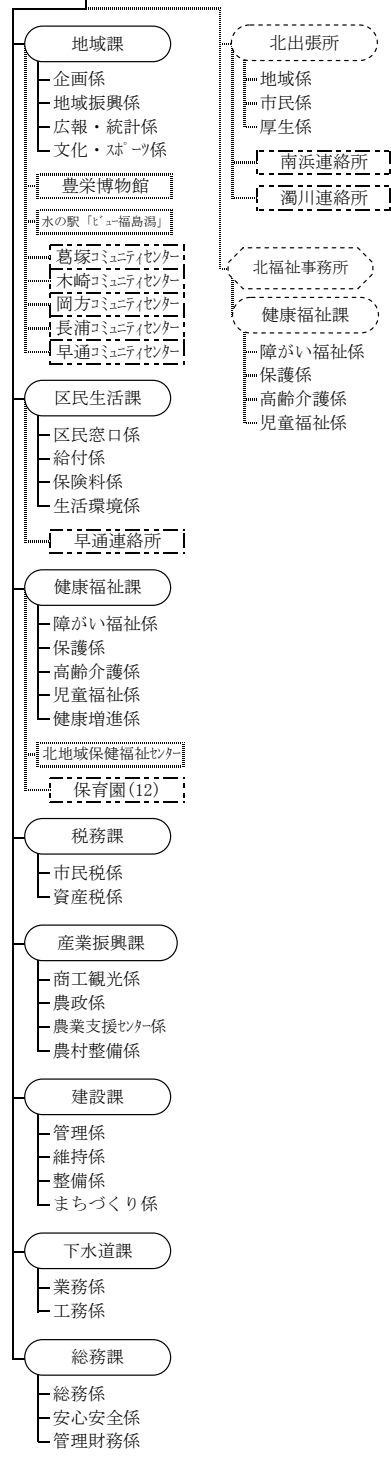 地域課
企画係
地域振興係
広報・統計係
文化・ｽﾎﾟｰﾂ係
豊栄博物館
水の駅「ﾋﾞｭｰ福島潟」
葛塚ｺﾐｭﾆﾃｨｾﾝﾀｰ
木崎ｺﾐｭﾆﾃｨｾﾝﾀｰ
岡方ｺﾐｭﾆﾃｨｾﾝﾀｰ
長浦ｺﾐｭﾆﾃｨｾﾝﾀｰ
早通ｺﾐｭﾆﾃｨｾﾝﾀｰ
区民生活課
区民窓口係
給付係
保険料係
生活環境係
早通連絡所
健康福祉課
障がい福祉係
保護係
高齢介護係
児童福祉係
健康増進係
北地域保健福祉ｾﾝﾀｰ
保育園(12)
税務課
市民税係
資産税係
産業振興課
商工観光係
農政係
農業支援ｾﾝﾀｰ係
農村整備係
建設課
管理係
維持係
整備係
まちづくり係
下水道課
業務係
工務係
総務課
総務係
安心安全係
管理財務係
北出張所
地域係
市民係
厚生係
南浜連絡所
濁川連絡所
北福祉事務所
健康福祉課
障がい福祉係
保護係
高齢介護係
児童福祉係